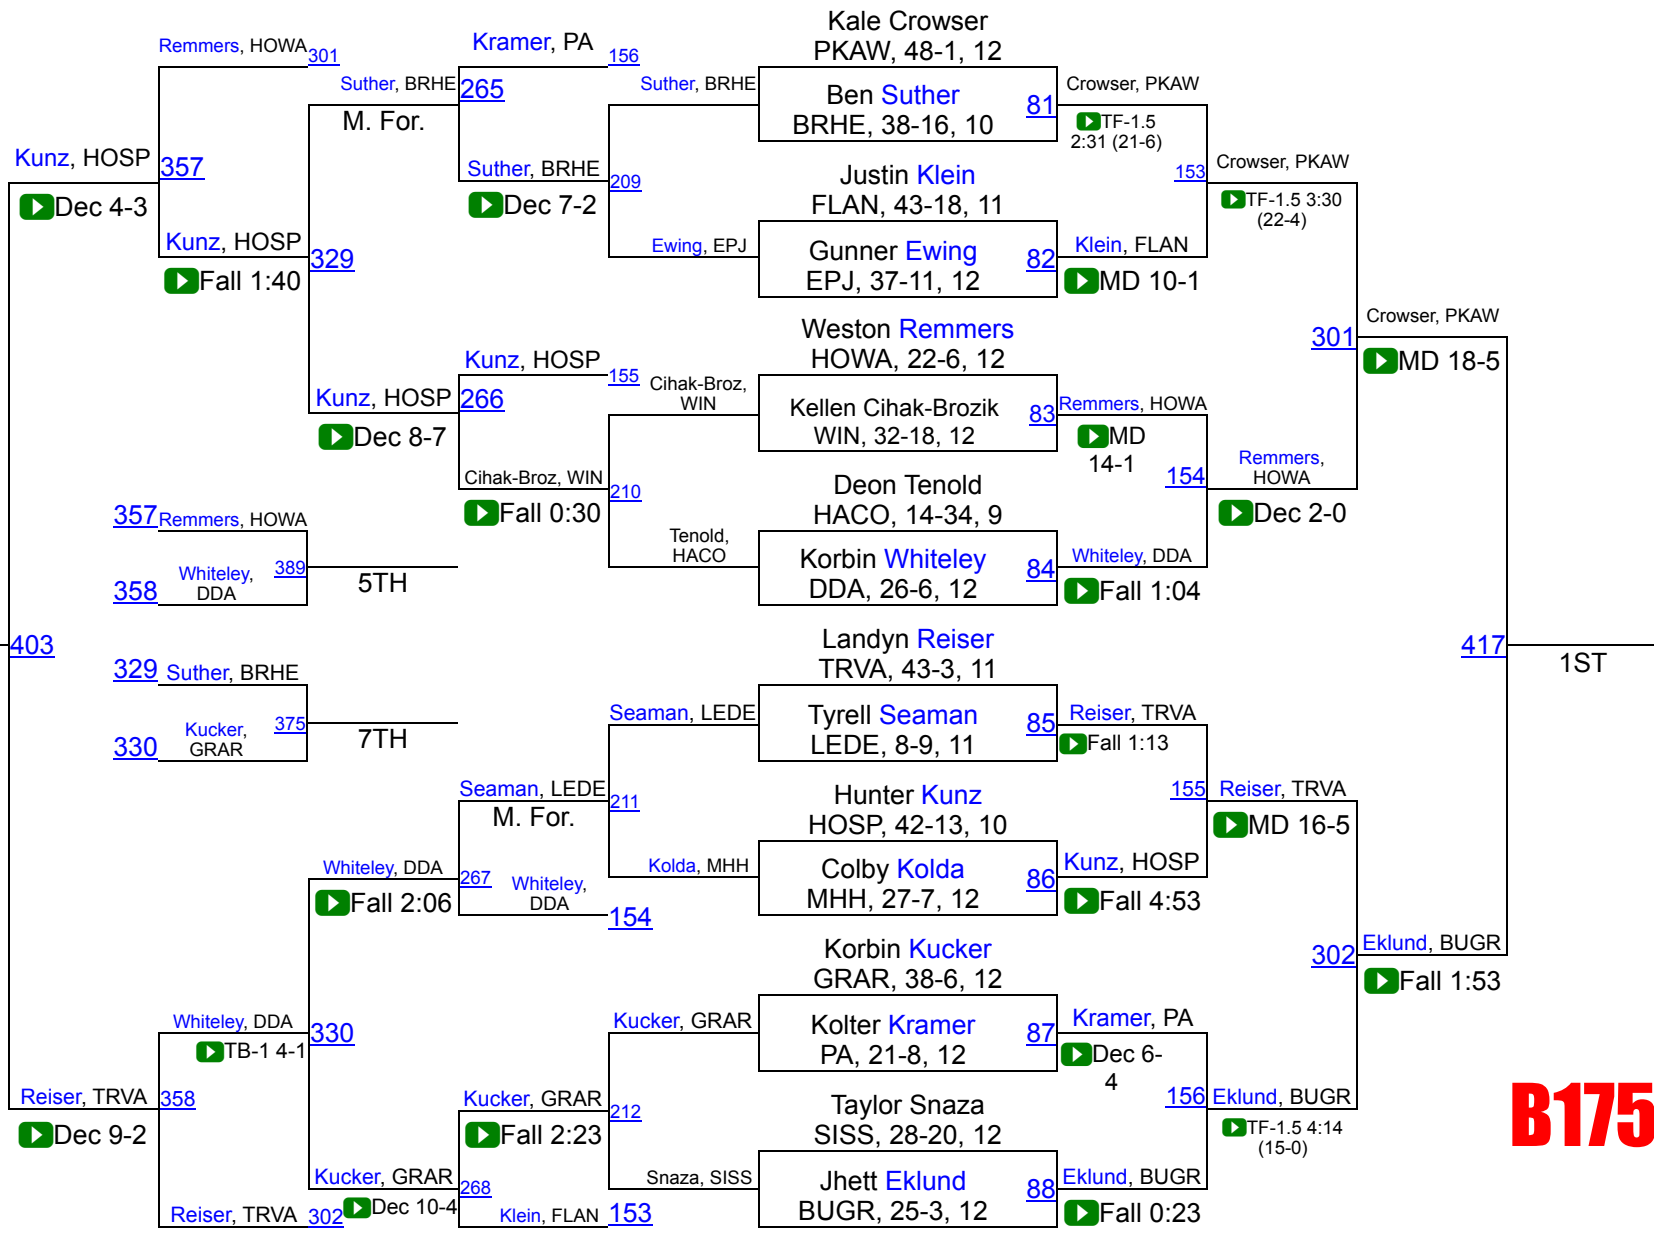 Kale Crowser
PKAW, 48-1, 12
Remmers, HOWA
301
Kramer, PA
156
Suther, BRHE
265
Suther, BRHE
Ben Suther
BRHE, 38-16, 10
81
Crowser, PKAW
M. For.
TF-1.5
2:31 (21-6)
Kunz, HOSP
357
Dec 4-3
Suther, BRHE
209
Dec 7-2
Justin Klein
FLAN, 43-18, 11
153
Crowser, PKAW
TF-1.5 3:30
(22-4)
Kunz, HOSP
329
Fall 1:40
Ewing, EPJ
Gunner Ewing
EPJ, 37-11, 12
82
Klein, FLAN
MD 10-1
Weston Remmers
HOWA, 22-6, 12
301
Crowser, PKAW
MD 18-5
Kunz, HOSP
155
Kunz, HOSP
266
Dec 8-7
Cihak-Broz,
WIN
Kellen Cihak-Brozik
WIN, 32-18, 12
83
Remmers, HOWA
MD
14-1
Cihak-Broz, WIN
210
Fall 0:30
Deon Tenold
HACO, 14-34, 9
154
Remmers,
HOWA
Dec 2-0
357
Remmers, HOWA
Whiteley,
DDA
389
358
5TH
Tenold,
HACO
Korbin Whiteley
DDA, 26-6, 12
84
Whiteley, DDA
Fall 1:04
403
Landyn Reiser
TRVA, 43-3, 11
417
1ST
329
Suther, BRHE
Kucker,
GRAR
375
330
7TH
Seaman, LEDE
Tyrell Seaman
LEDE, 8-9, 11
85
Reiser, TRVA
Fall 1:13
Seaman, LEDE
211
M. For.
Hunter Kunz
HOSP, 42-13, 10
155
Reiser, TRVA
MD 16-5
Whiteley, DDA
267
Fall 2:06
Whiteley,
DDA
154
Kolda, MHH
Colby Kolda
MHH, 27-7, 12
86
Kunz, HOSP
Fall 4:53
Korbin Kucker
GRAR, 38-6, 12
302
Eklund, BUGR
Fall 1:53
Whiteley, DDA
330
TB-1 4-1
Kucker, GRAR
Kolter Kramer
PA, 21-8, 12
87
Kramer, PA
Dec 6-
4
Reiser, TRVA
358
Dec 9-2
Kucker, GRAR
212
Fall 2:23
Taylor Snaza
SISS, 28-20, 12
156
Eklund, BUGR
TF-1.5 4:14
(15-0)
B175
Kucker, GRAR
268
Dec 10-4
Snaza, SISS
Jhett Eklund
BUGR, 25-3, 12
88
Eklund, BUGR
Fall 0:23
Reiser, TRVA
302
Klein, FLAN
153